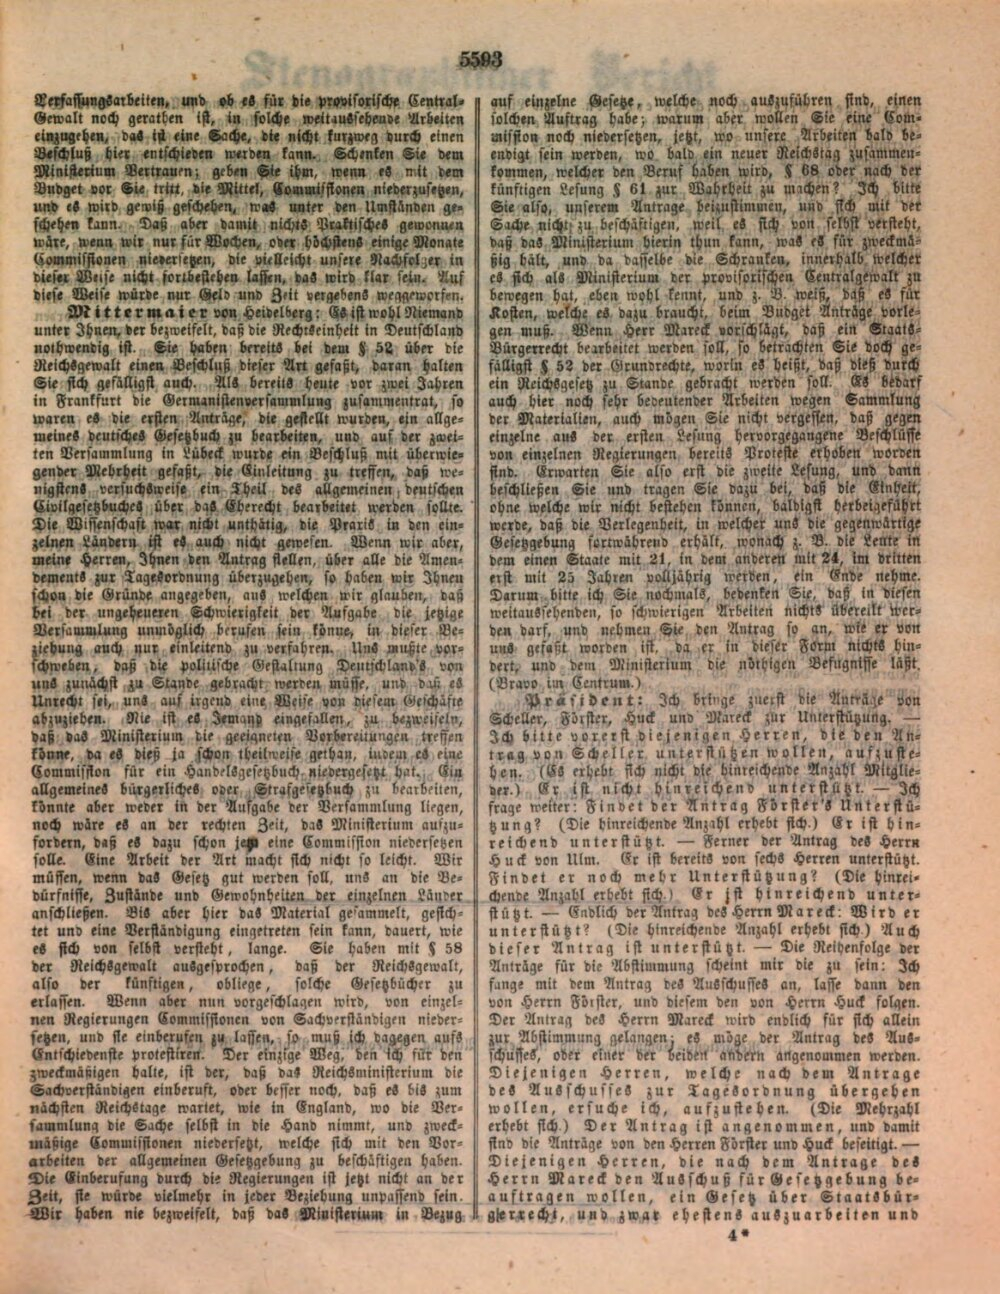 5593
Verfassungsarbeiten, und ob es für die provisorische Central-
Gewalt noch gerathen ist, in solche weitaussehende Arbeiten
einzugehen, das ist eine Sache, die nicht kurzweg durch einen
Beschluß hier entschieden werden kann. Schenken Sie dem
Ministerium Vertrauen; geben Sie ihm, wenn es mit dem
Budget vor Sie tritt, die Mittel, Commissionen niederzusetzen,
und es wird gewiß geschehen, was unter den Umständen ge-
schehen kann. Daß aber damit nichts Praktisches gewonnen
wäre, wenn wir nur für Wochen, oder höchstens einige Monate
Commissionen niedersetzen, die vielleicht unsere Nachfolger in
dieser Weise nicht fortbestehen lassen, das wird klar sein. Auf
diese Weise würde nur Geld und Zeit vergebens weggeworfen.
Mittermaier von Heidelberg: Es ist wohl Niemand
unter Ihnen, der bezweifelt, daß die Rechtseinheit in Deutschland
nothwendig ist. Sie haben bereits bei dem § 52 über die
Reichsgewalt einen Beschluß dieser Art gefaßt, daran halten
Sie sich gefälligst auch. Als bereits heute vor zwei Jahren
in Frankfurt die Germanistenversammlung zusammentrat, so
waren es die ersten Anträge, die gestellt wurden, ein allge-
meines deutsches Gesetzbuch zu bearbeiten, und auf der zwei-
ten Versammlung in Lübeck wurde ein Beschluß mit überwie-
gender Mehrheit gefaßt, die Einleitung zu treffen, daß we-
nigstens versuchsweise ein Theil des allgemeinen deutschen
Civilgesetzbuches über das Eherecht bearbeitet werden sollte.
Die Wissenschaft war nicht unthätig, die Praxis in den ein-
zelnen Ländern ist es auch nicht gewesen. Wenn wir aber,
meine Herren, Ihnen den Antrag stellen, über alle die Amen-
dements zur Tagesordnung überzugehen, so haben wir Ihnen
schon die Gründe angegeben, aus welchen wir glauben, daß
bei der ungeheueren Schwierigkeit der Aufgabe die jetzige
Versammlung unmöglich berufen sein könne, in dieser Be-
ziehung auch nur einleitend zu verfahren. Uns mußte vor-
schweben, daß die politische Gestaltung Deutschland's von
uns zunächst zu Stande gebracht werden müsse, und daß es
Unrecht sei, uns auf irgend eine Weise von diesem Geschäfte
abzuziehen. Nie ist es Jemand eingefallen, zu bezweifeln,
daß das Ministerium die geeigneten Vorbereitungen treffen
könne, da es dieß ja schon theilweise gethan, indem es eine
Commission für ein Handelsgesetzbuch niedergesetzt hat. Ein
allgemeines bürgerliches oder Strafgesetzbuch zu bearbeiten,
könnte aber weder in der Aufgabe der Versammlung liegen,
noch wäre es an der rechten Zeit, das Ministerium aufzu-
fordern, daß es dazu schon jetzt eine Commission niedersetzen
solle. Eine Arbeit der Art macht sich nicht so leicht. Wir
müssen, wenn das Gesetz gut werden soll, uns an die Be-
dürfnisse, Zustände und Gewohnheiten der einzelnen Länder
anschließen. Bis aber hier das Material gesammelt, gesich-
tet und eine Verständigung eingetreten sein kann, dauert, wie
es sich von selbst versteht, lange. Sie haben mit § 58
der Reichsgewalt ausgesprochen, daß der Reichsgewalt,
also der künftigen, obliege, solche Gesetzbücher zu
erlassen. Wenn aber nun vorgeschlagen wird, von einzel-
nen Regierungen Commissionen von Sachverständigen nieder-
setzen, und sie einberufen zu lassen, so muß ich dagegen aufs
Entschiedenste protestiren. Der einzige Weg, den ich für den
zweckmäßigen halte, ist der, daß das Reichsministerium die
Sachverständigen einberuft, oder besser noch, daß es bis zum
nächsten Reichstage wartet, wie in England, wo die Ver-
sammlung die Sache selbst in die Hand nimmt, und zweck-
mäßige Commissionen niedersetzt, welche sich mit den Vor-
arbeiten der allgemeinen Gesetzgebung zu beschäftigen haben.
Die Einberufung durch die Regierungen ist jetzt nicht an der
Zeit, sie würde vielmehr in jeder Beziehung unpassend sein.
Wir haben nie bezweifelt, daß das Ministerium in Bezug
auf einzelne Gesetze, welche noch auszuführen sind, einen
solchen Auftrag habe; warum aber wollen Sie eine Com-
mission noch niedersetzen, jetzt, wo unsere Arbeiten bald be-
endigt sein werden, wo bald ein neuer Reichstag zusammen-
kommen, welcher den Beruf haben wird, § 68 oder nach der
künftigen Lesung § 61 zur Wahrheit zu machen? Ich bitte
Sie also, unserem Antrage beizustimmen, und sich mit der
Sache nicht zu beschäftigen, weil es sich von selbst versteht,
daß das Ministerium hierin thun kann, was es für zweckmä-
ßig hält, und da dasselbe die Schranken, innerhalb welcher
es sich als Ministerium der provisorischen Centralgewalt zu
bewegen hat, eben wohl kennt, und z. B. weiß, daß es für
Kosten, welche es dazu braucht, beim Budget Anträge vorle-
gen muß. Wenn Herr Mareck vorschlägt, daß ein Staats-
Bürgerrecht bearbeitet werden soll, so betrachten Sie doch ge-
fälligst § 52 der Grundrechte, worin es heißt, daß dieß durch
ein Reichsgesetz zu Stande gebracht werden soll. Es bedarf
auch hier noch sehr bedeutender Arbeiten wegen Sammlung
der Materialien, auch mögen Sie nicht vergessen, daß gegen
einzelne aus der ersten Lesung hervorgegangene Beschlüsse
von einzelnen Regierungen bereits Proteste erhoben worden
sind. Erwarten Sie also erst die zweite Lesung, und dann
beschließen Sie und tragen Sie dazu bei, daß die Einheit,
ohne welche wir nicht bestehen können, bäldigst herbeigeführt
werde, daß die Verlegenheit, in welcher uns die gegenwärtige
Gesetzgebung fortwährend erhält, wonach z. B. die Leute in
dem einen Staate mit 21, in dem anderen mit 24, im dritten
erst mit 25 Jahren volljährig werden, ein Ende nehme.
Darum bitte ich Sie nochmals, bedenken Sie, daß in diesen
weitaussehenden, so schwierigen Arbeiten nichts übereilt wer-
den darf, und nehmen Sie den Antrag so an, wie er von
uns gefaßt worden ist, da er in dieser Form nichts hin-
dert, und dem Ministerium die nöthigen Befugnisse läßt.
(Bravo im Centrum.)
Präsident: Ich bringe zuerst die Anträge von
Scheller, Förster, Huck und Mareck zur Unterstützung. —
Ich bitte vorerst diejenigen Herren, die den An-
trag von Scheller unterstützen wollen, aufzuste-
hen. (Es erhebt sich nicht die hinreichende Anzahl Mitglie-
der.) Er ist nicht hinreichend unterstützt. — Ich
frage weiter: Findet der Antrag Förster's Unterstü-
tzung? (Die hinreichende Anzahl erhebt sich.) Er ist hin-
reichend unterstützt. — Ferner der Antrag des Herrn
Huck von Ulm. Er ist bereits von sechs Herren unterstützt.
Findet er noch mehr Unterstützung? (Die hinrei-
chende Anzahl erhebt sich.) Er ist hinreichend unter-
stützt. — Endlich der Antrag des Herrn Mareck: Wird er
unterstützt? (Die hinreichende Anzahl erhebt sich.) Auch
dieser Antrag ist unterstützt. — Die Reihenfolge der
Anträge für die Abstimmung scheint mir die zu sein: Ich
fange mit dem Antrag des Ausschusses an, lasse dann den
von Herrn Förster, und diesem den von Herrn Huck folgen.
Der Antrag des Herrn Mareck wird endlich für sich allein
zur Abstimmung gelangen; es möge der Antrag des Aus-
schusses, oder einer der beiden andern angenommen werden.
Diejenigen Herren, welche nach dem Antrage
des Ausschusses zur Tagesordnung übergehen
wollen, ersuche ich, aufzustehen. (Die Mehrzahl
erhebt sich.) Der Antrag ist angenommen, und damit
sind die Anträge von den Herren Förster und Huck beseitigt. —
Diejenigen Herren, die nach dem Antrage des
Herrn Mareck den Ausschuß für Gesetzgebung be-
auftragen wollen, ein Gesetz über Staatsbür-
gerrecht, und zwar ehestens auszuarbeiten und
4*